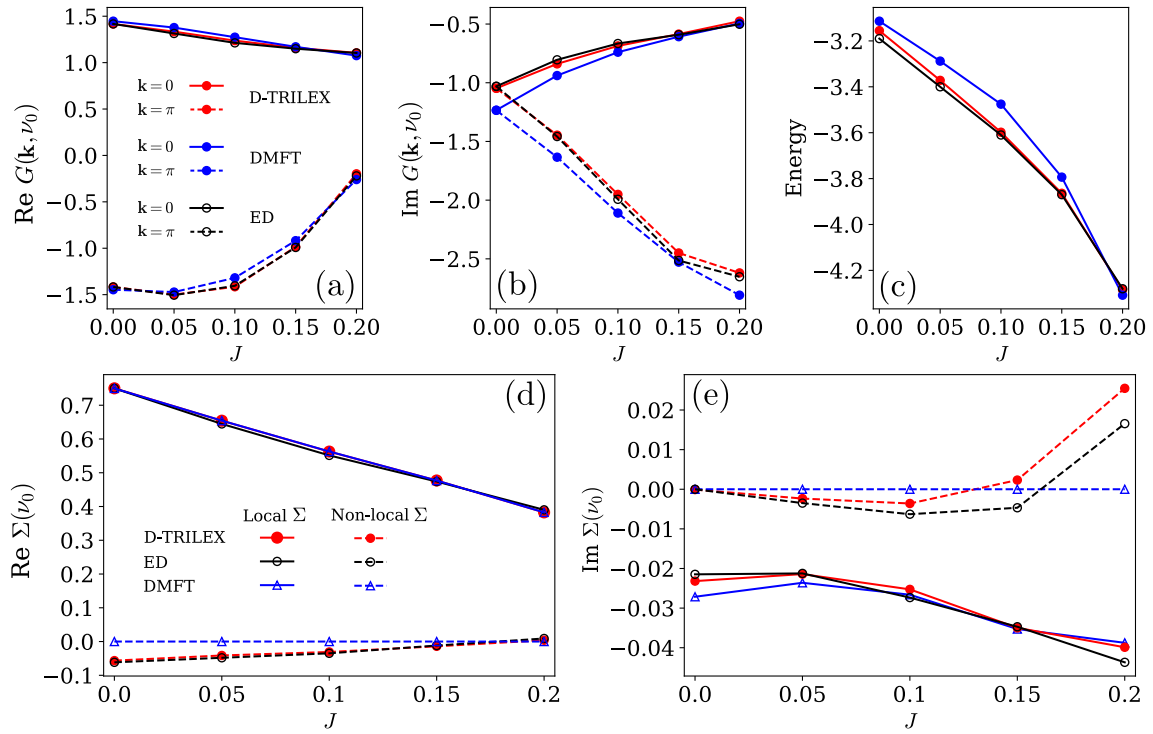 1.5
1.0
0.5
0.0
−0.5
−1.0
−1.5
Re G(k, ν₀)
k = 0
k = π
D-TRILEX
k = 0
k = π
DMFT
k = 0
k = π
ED
(a)
0.00 0.05 0.10 0.15 0.20
J
−0.5
−1.0
−1.5
−2.0
−2.5
Im G(k, ν₀)
(b)
0.00 0.05 0.10 0.15 0.20
J
−3.2
−3.4
−3.6
−3.8
−4.0
−4.2
Energy
(c)
0.00 0.05 0.10 0.15 0.20
J
0.7
0.6
0.5
0.4
0.3
0.2
0.1
0.0
−0.1
Re Σ(ν₀)
(d)
Local Σ Non-local Σ
D-TRILEX
ED
DMFT
0.0 0.05 0.1 0.15 0.2
J
0.02
0.01
0.00
−0.01
−0.02
−0.03
−0.04
Im Σ(ν₀)
(e)
0.0 0.05 0.1 0.15 0.2
J